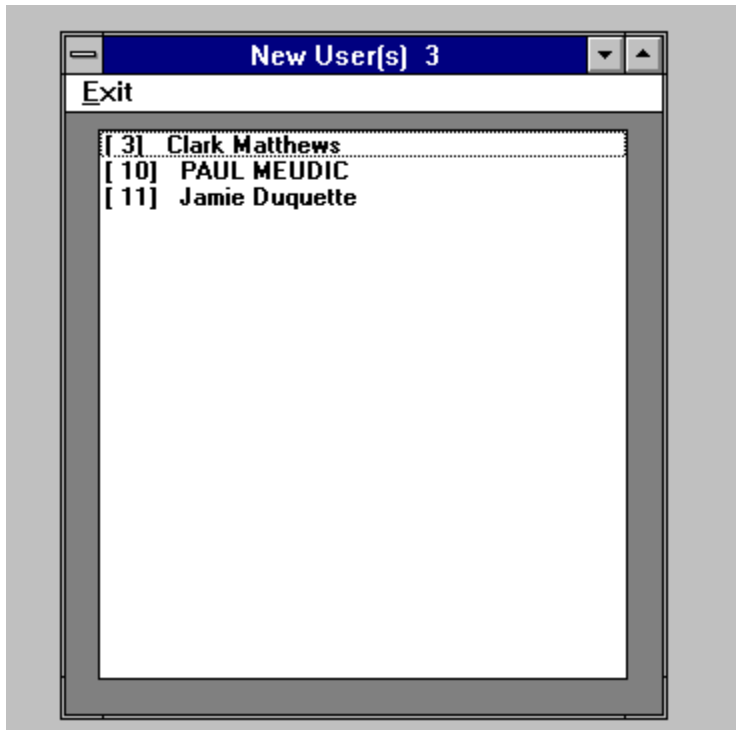 New User(s) 3
Exit
[ 3] Clark Matthews
[ 10] PAUL MEUDIC
[ 11] Jamie Duquette